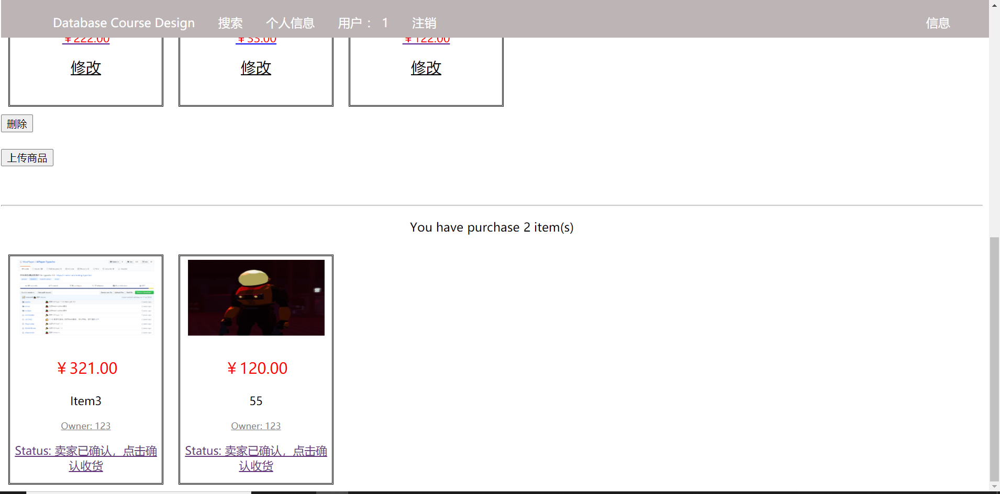 Database Course Design 搜索 个人信息 用户： 1 注销 信息
￥222.00 ￥33.00 ￥122.00
修改 修改 修改
删除
上传商品
You have purchase 2 item(s)
￥321.00
Item3
Owner: 123
Status: 卖家已确认，点击确
认收货
￥120.00
55
Owner: 123
Status: 卖家已确认，点击确
认收货